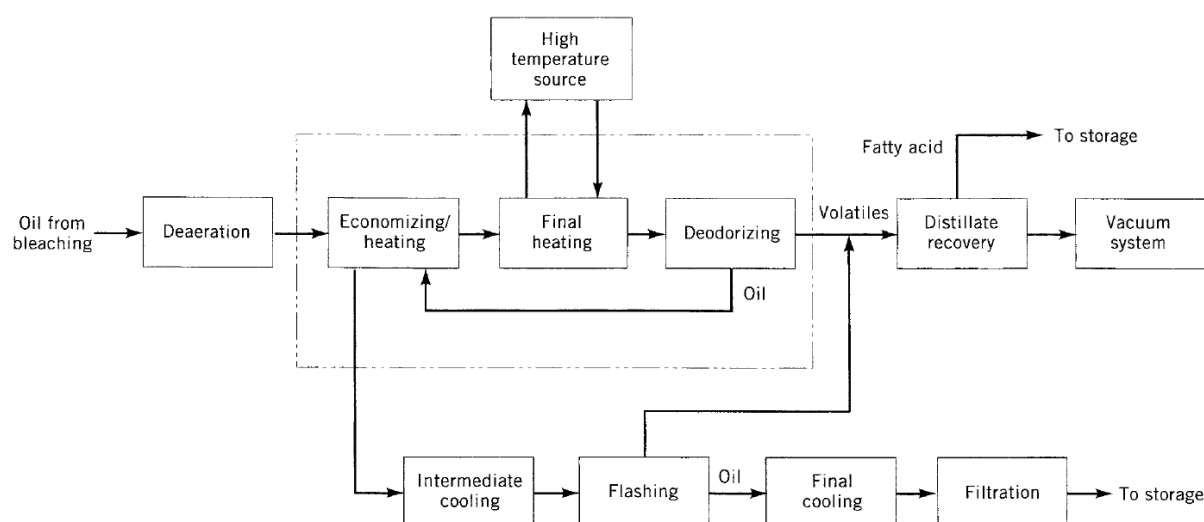 High
temperature
source
Fatty acid
To storage
Oil from
bleaching
Deaeration
Economizing/
heating
Final
heating
Deodorizing
Volatiles
Distillate
recovery
Vacuum
system
Oil
Intermediate
cooling
Flashing
Oil
Final
cooling
Filtration
To storage